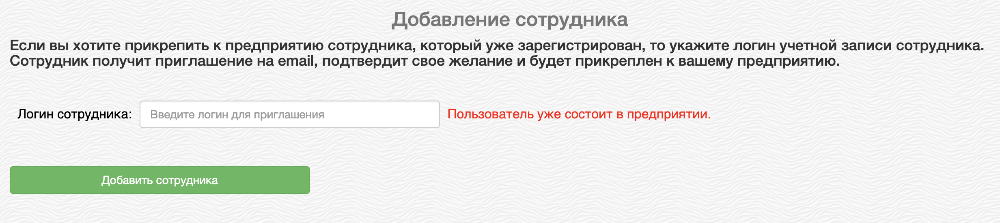 Добавление сотрудника
Если вы хотите прикрепить к предприятию сотрудника, который уже зарегистрирован, то укажите логин учетной записи сотрудника.
Сотрудник получит приглашение на email, подтвердит свое желание и будет прикреплен к вашему предприятию.
Логин сотрудника: Введите логин для приглашения Пользователь уже состоит в предприятии.
Добавить сотрудника